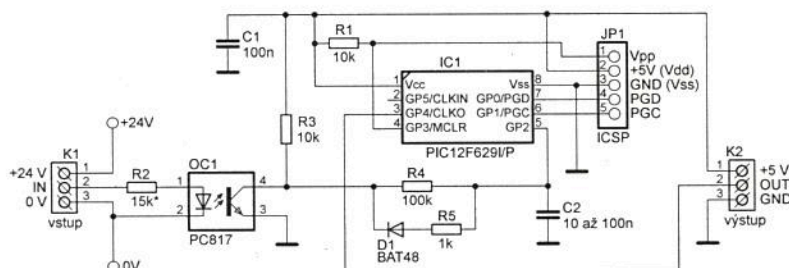 C1
100n
R1
10k
IC1
JP1
1 Vpp
2 +5V (Vdd)
3 GND (Vss)
4 PGD
5 PGC
ICSP
1 Vcc Vss 8
2 GP5/CLKIN GP0/PGD 7
3 GP4/CLKO GP1/PGC 6
4 GP3/MCLR GP2 5
PIC12F629I/P
R3
10k
+24V
K1
+24 V 1
IN 2
0 V 3
vstup
R2
15k*
OC1
1 4
2 3
PC817
R4
100k
D1
BAT48
R5
1k
C2
10 až 100n
K2
1 +5 V
2 OUT
3 GND
výstup
0V